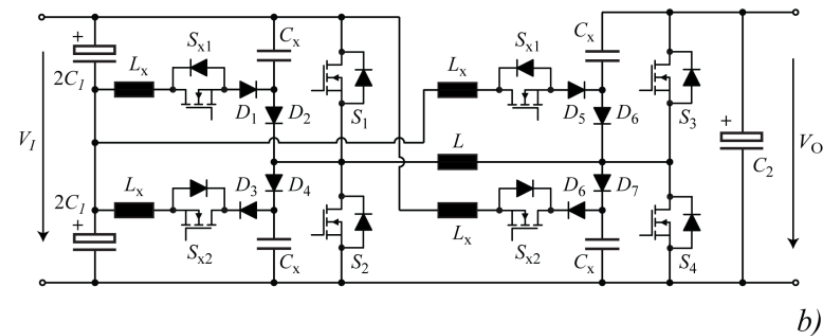 +
2C1
Lx
Sx1
D1
Cx
D2
S1
Lx
Sx1
D5
Cx
D6
S3
VI
L
+
C2
VO
2C1
+
Lx
Sx2
D3
D4
Cx
S2
Lx
Sx2
D6
D7
Cx
S4
b)